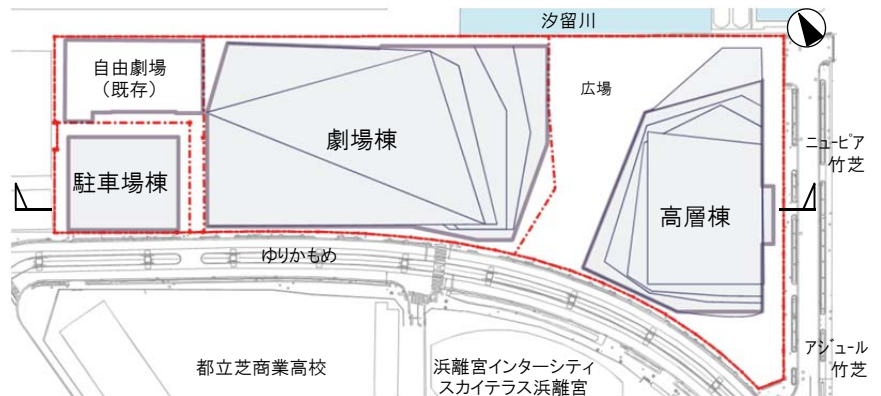 汐留川
自由劇場
（既存）
広場
劇場棟
ニューピア
竹芝
駐車場棟
高層棟
ゆりかもめ
アジュール
竹芝
都立芝商業高校
浜離宮インターシティ
スカイテラス浜離宮